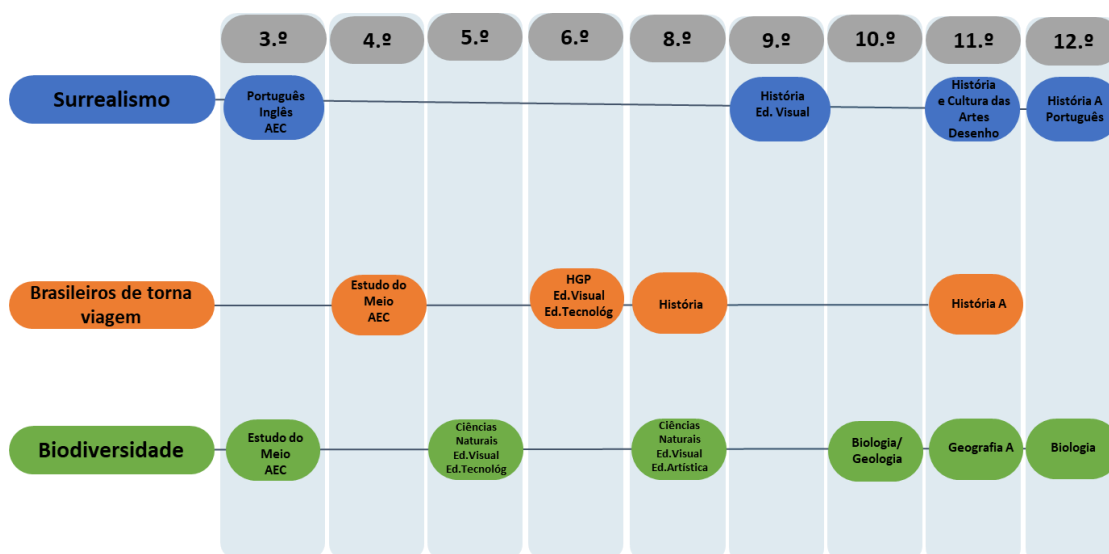 3.º
4.º
5.º
6.º
8.º
9.º
10.º
11.º
12.º
Surrealismo
Português
Inglês
AEC
História
Ed. Visual
História
e Cultura das
Artes
Desenho
História A
Português
Brasileiros de torna
viagem
Estudo do
Meio
AEC
HGP
Ed.Visual
Ed.Tecnológ
História
História A
Biodiversidade
Estudo do
Meio
AEC
Ciências
Naturais
Ed.Visual
Ed.Tecnológ
Ciências
Naturais
Ed.Visual
Ed.Artística
Biologia/
Geologia
Geografia A
Biologia